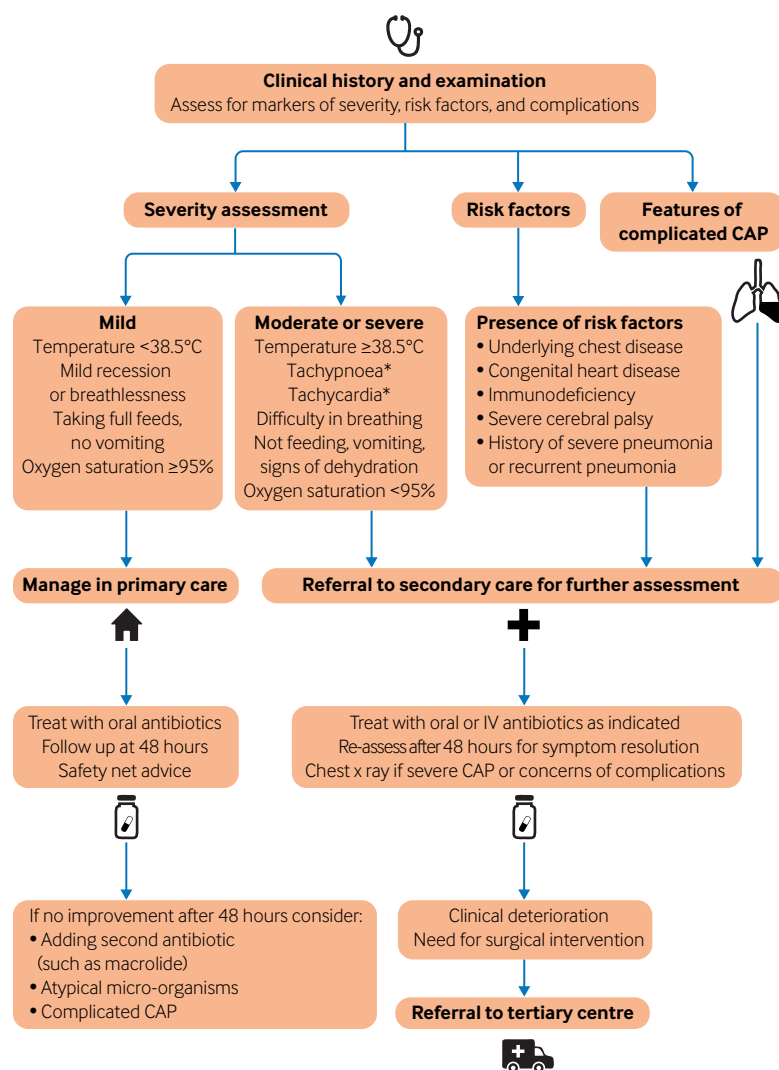 Clinical history and examination
Assess for markers of severity, risk factors, and complications
Severity assessment
Risk factors
Features of
complicated CAP
Mild
Temperature <38.5°C
Mild recession
or breathlessness
Taking full feeds,
no vomiting
Oxygen saturation ≥95%
Moderate or severe
Temperature ≥38.5°C
Tachypnoea*
Tachycardia*
Difficulty in breathing
Not feeding, vomiting,
signs of dehydration
Oxygen saturation <95%
Presence of risk factors
• Underlying chest disease
• Congenital heart disease
• Immunodeficiency
• Severe cerebral palsy
• History of severe pneumonia
or recurrent pneumonia
Manage in primary care
Referral to secondary care for further assessment
Treat with oral antibiotics
Follow up at 48 hours
Safety net advice
Treat with oral or IV antibiotics as indicated
Re-assess after 48 hours for symptom resolution
Chest x ray if severe CAP or concerns of complications
If no improvement after 48 hours consider:
• Adding second antibiotic
(such as macrolide)
• Atypical micro-organisms
• Complicated CAP
Clinical deterioration
Need for surgical intervention
Referral to tertiary centre